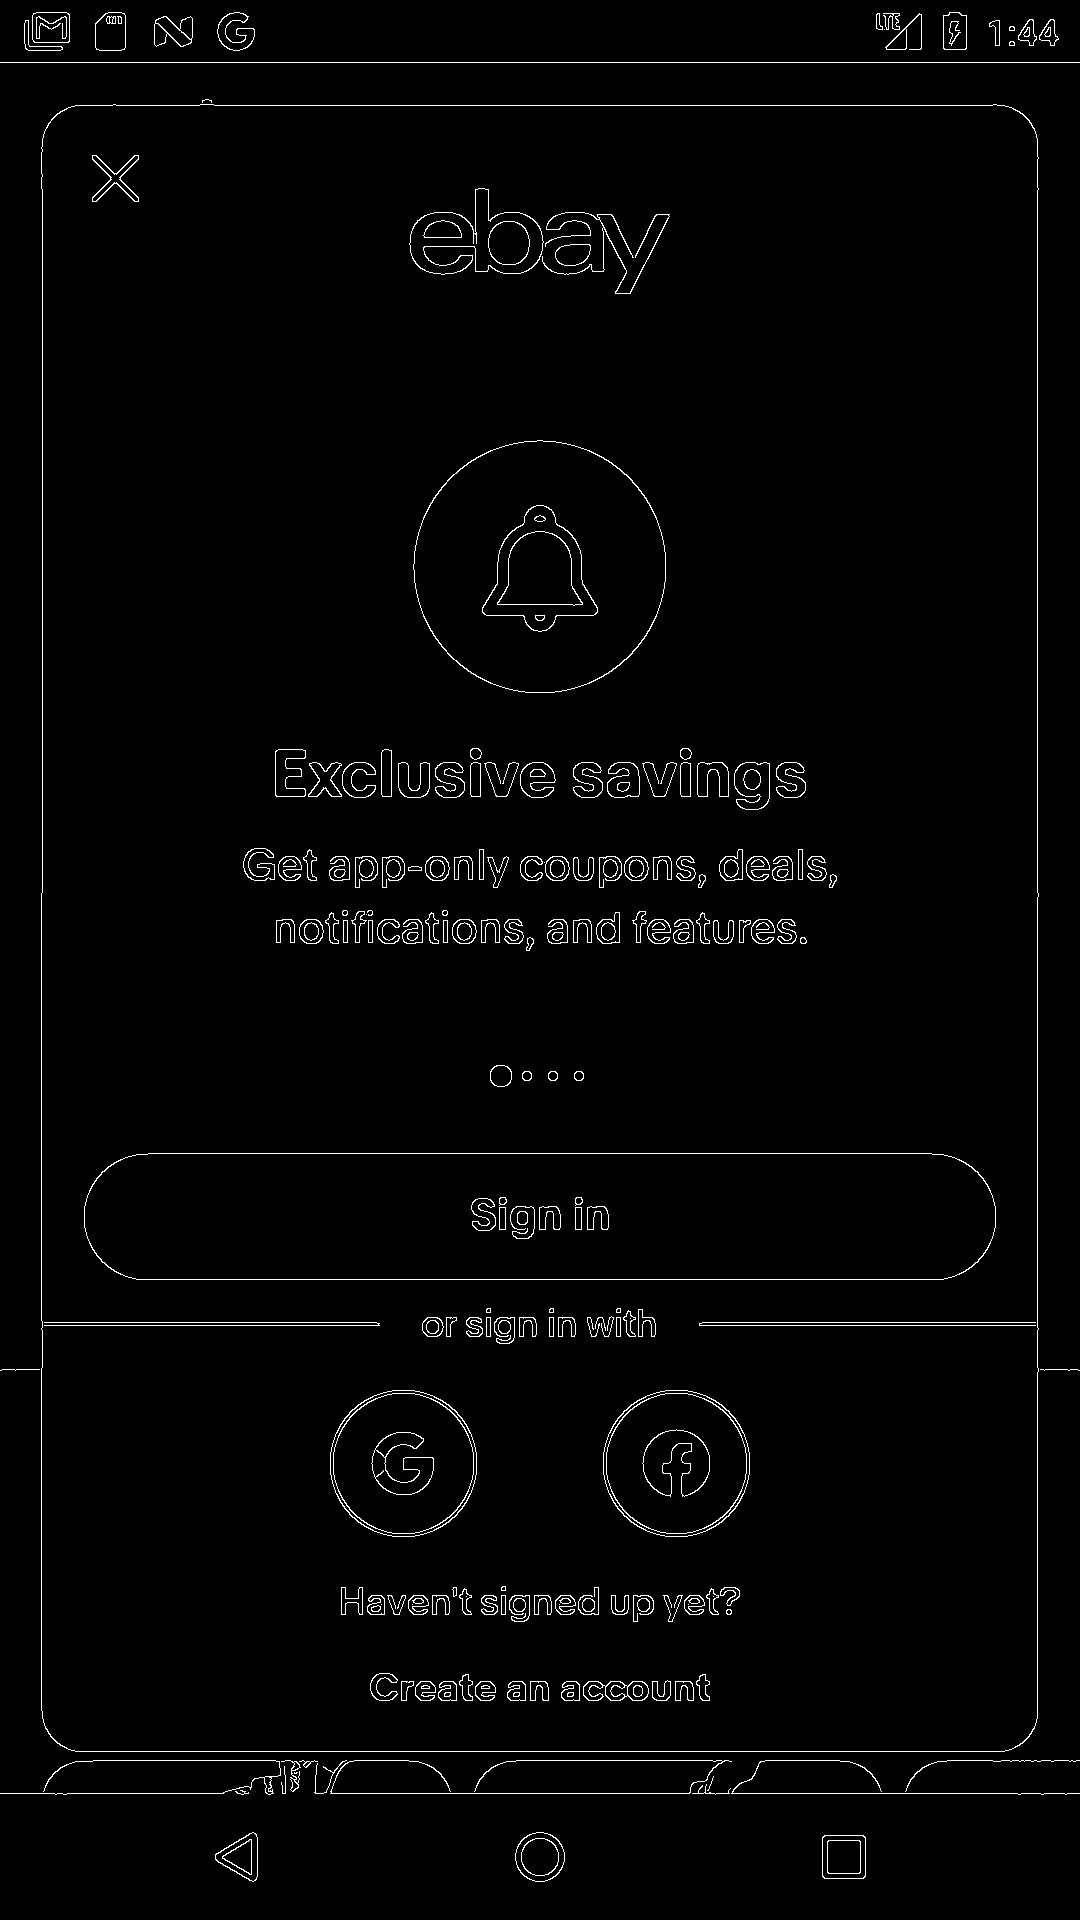 LTE 1:44
ebay
Exclusive savings
Get app-only coupons, deals,
notifications, and features.
Sign in
or sign in with
Haven't signed up yet?
Create an account